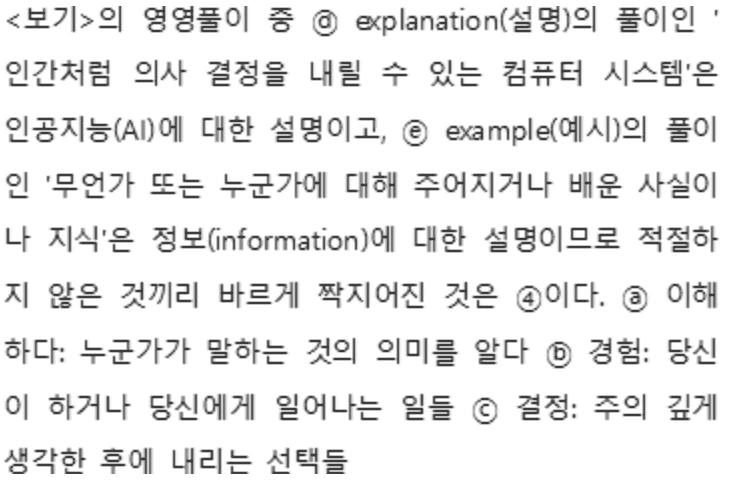 <보기>의 영영풀이 중 ⓓ explanation(설명)의 풀이인 '
인간처럼 의사 결정을 내릴 수 있는 컴퓨터 시스템'은
인공지능(AI)에 대한 설명이고, ⓔ example(예시)의 풀이
인 '무언가 또는 누군가에 대해 주어지거나 배운 사실이
나 지식'은 정보(information)에 대한 설명이므로 적절하
지 않은 것끼리 바르게 짝지어진 것은 ④이다. ⓐ 이해
하다: 누군가가 말하는 것의 의미를 알다 ⓑ 경험: 당신
이 하거나 당신에게 일어나는 일들 ⓒ 결정: 주의 깊게
생각한 후에 내리는 선택들